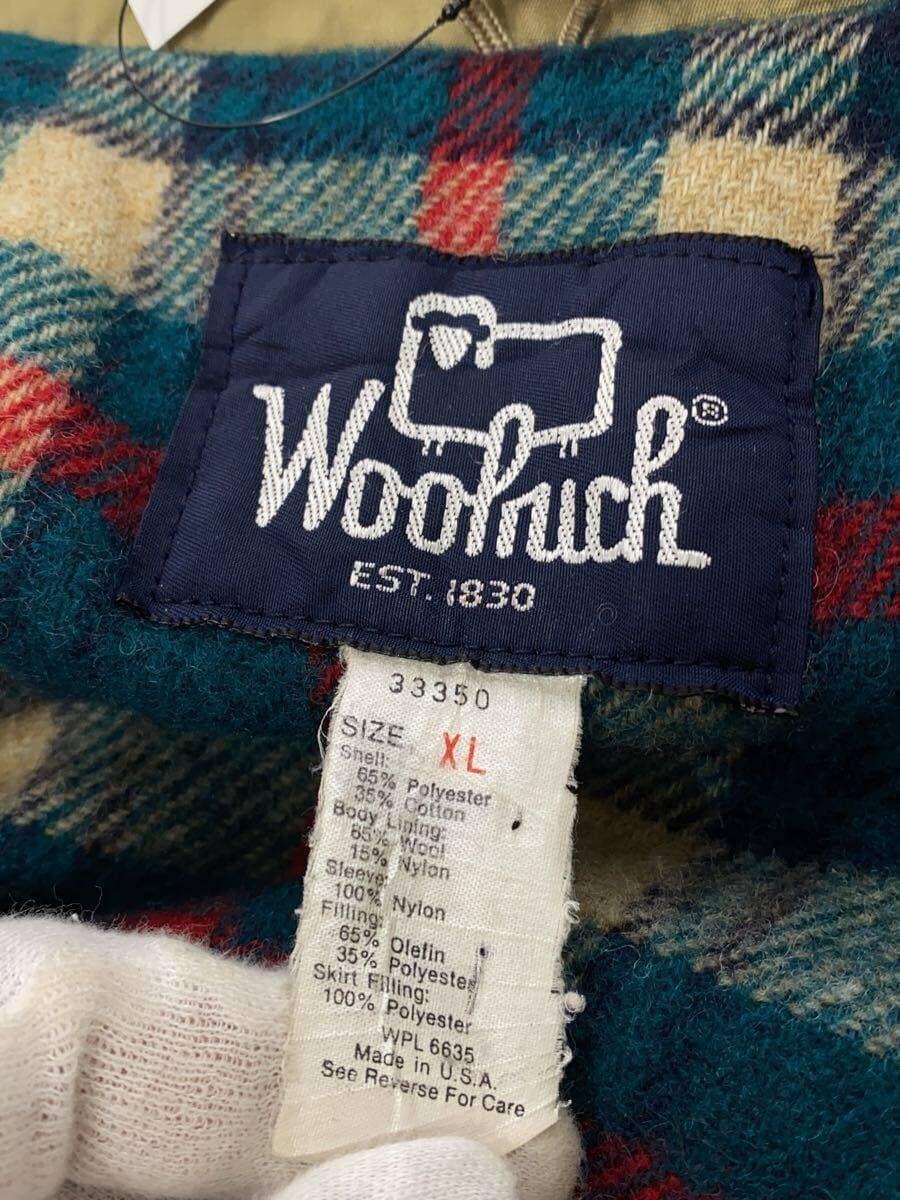 Woolrich®
EST. 1830
33350
SIZE XL
Shell:
65% Polyester
35% Cotton
Body Lining:
85% Wool
15% Nylon
Sleeve
100% Nylon
Filling:
65% Olefin
35% Polyester
Skirt Filling:
100% Polyester
WPL 6635
Made in U.S.A.
See Reverse For Care